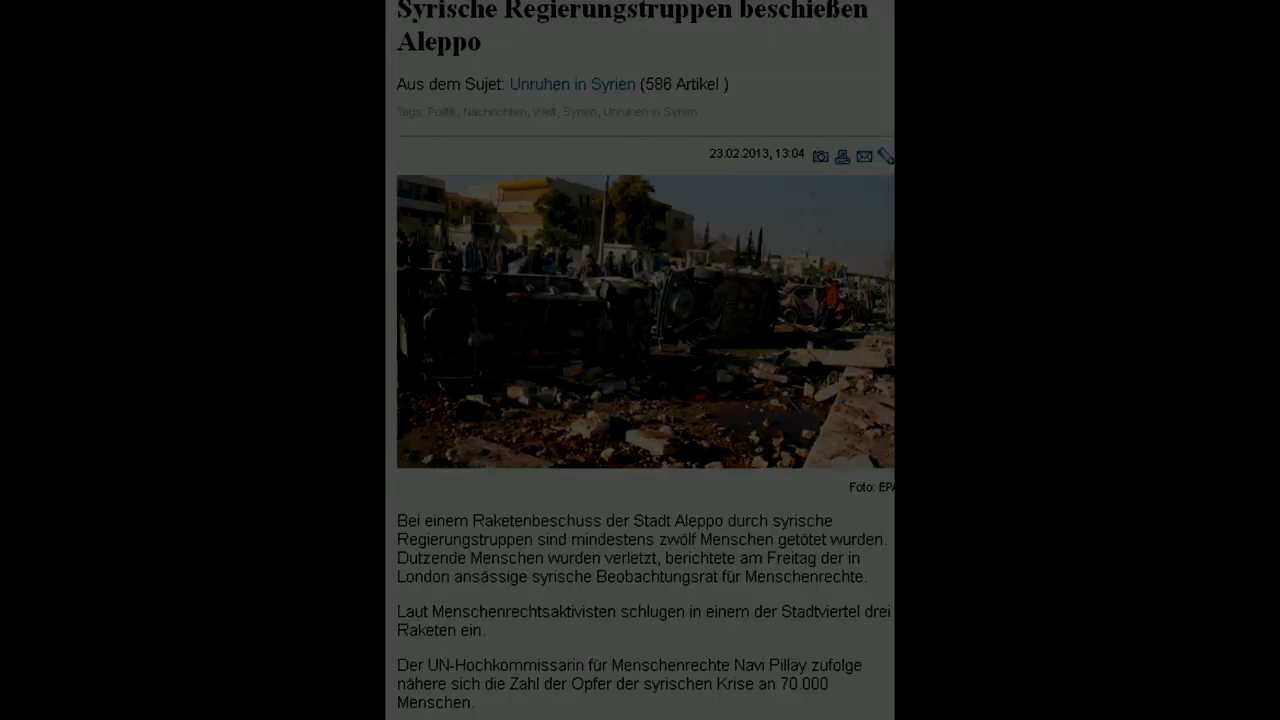 Syrische Regierungstruppen beschießen
Aleppo
Aus dem Sujet: Unruhen in Syrien (586 Artikel )
Tags: Politik, Nachrichten, Welt, Syrien, Unruhen in Syrien
23.02.2013, 13:04
Foto: EPA
Bei einem Raketenbeschuss der Stadt Aleppo durch syrische
Regierungstruppen sind mindestens zwölf Menschen getötet wurden.
Dutzende Menschen wurden verletzt, berichtete am Freitag der in
London ansässige syrische Beobachtungsrat für Menschenrechte.
Laut Menschenrechtsaktivisten schlugen in einem der Stadtviertel drei
Raketen ein.
Der UN-Hochkommissarin für Menschenrechte Navi Pillay zufolge
nähere sich die Zahl der Opfer der syrischen Krise an 70.000
Menschen.